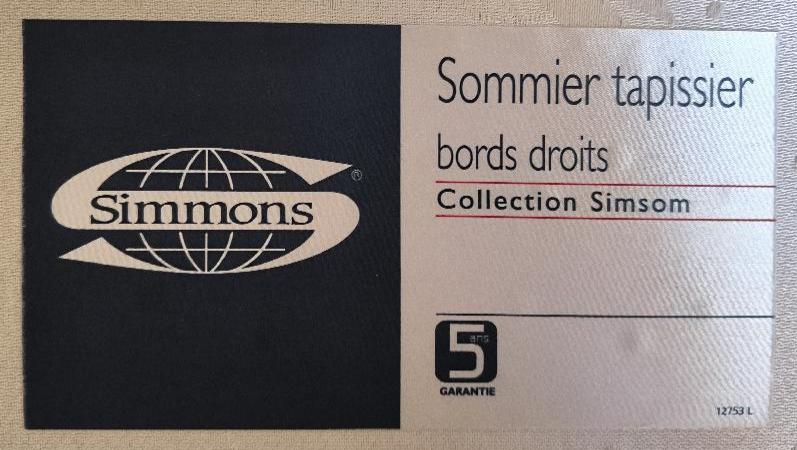 Simmons®
Sommier tapissier
bords droits
Collection Simsom
5 ans
GARANTIE
12753 L